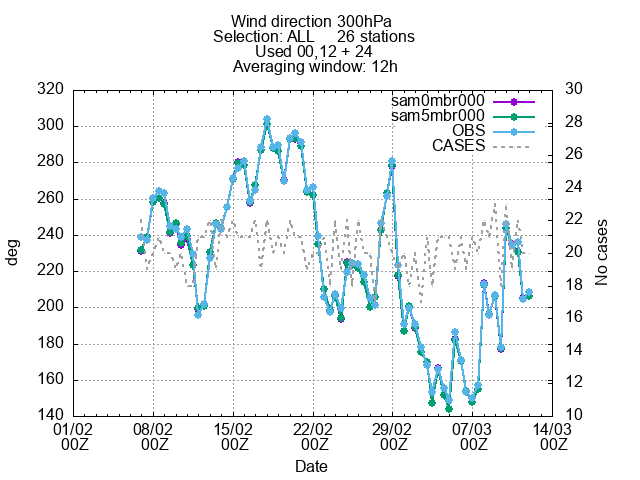 Wind direction 300hPa
Selection: ALL 26 stations
Used 00,12 + 24
Averaging window: 12h
sam0mbr000
sam5mbr000
OBS
CASES
320
300
280
260
240
220
200
180
160
140
30
28
26
24
22
20
18
16
14
12
10
deg
No cases
01/02 08/02 15/02 22/02 29/02 07/03 14/03
00Z 00Z 00Z 00Z 00Z 00Z 00Z
Date